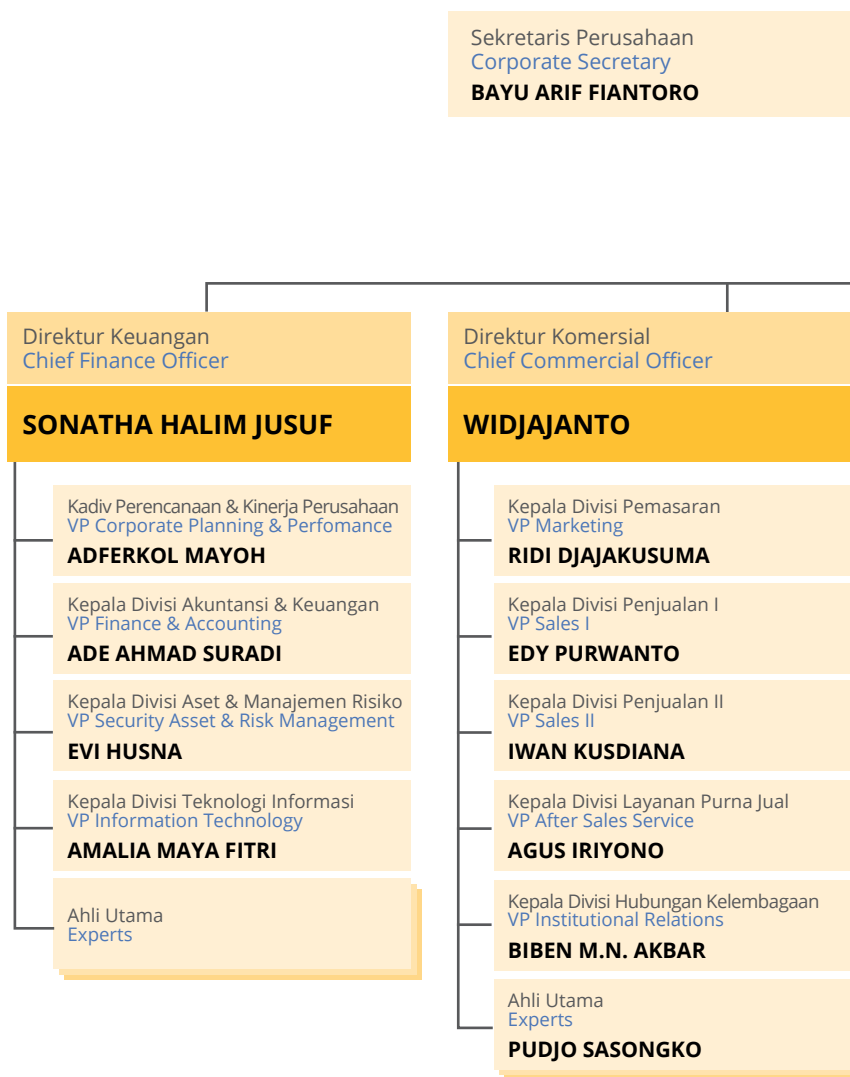 Sekretaris Perusahaan
Corporate Secretary
BAYU ARIF FIANTORO
Direktur Keuangan
Chief Finance Officer
SONATHA HALIM JUSUF
Kadiv Perencanaan & Kinerja Perusahaan
VP Corporate Planning & Perfomance
ADFERKOL MAYOH
Kepala Divisi Akuntansi & Keuangan
VP Finance & Accounting
ADE AHMAD SURADI
Kepala Divisi Aset & Manajemen Risiko
VP Security Asset & Risk Management
EVI HUSNA
Kepala Divisi Teknologi Informasi
VP Information Technology
AMALIA MAYA FITRI
Ahli Utama
Experts
Direktur Komersial
Chief Commercial Officer
WIDJAJANTO
Kepala Divisi Pemasaran
VP Marketing
RIDI DJAJAKUSUMA
Kepala Divisi Penjualan I
VP Sales I
EDY PURWANTO
Kepala Divisi Penjualan II
VP Sales II
IWAN KUSDIANA
Kepala Divisi Layanan Purna Jual
VP After Sales Service
AGUS IRIYONO
Kepala Divisi Hubungan Kelembagaan
VP Institutional Relations
BIBEN M.N. AKBAR
Ahli Utama
Experts
PUDJO SASONGKO